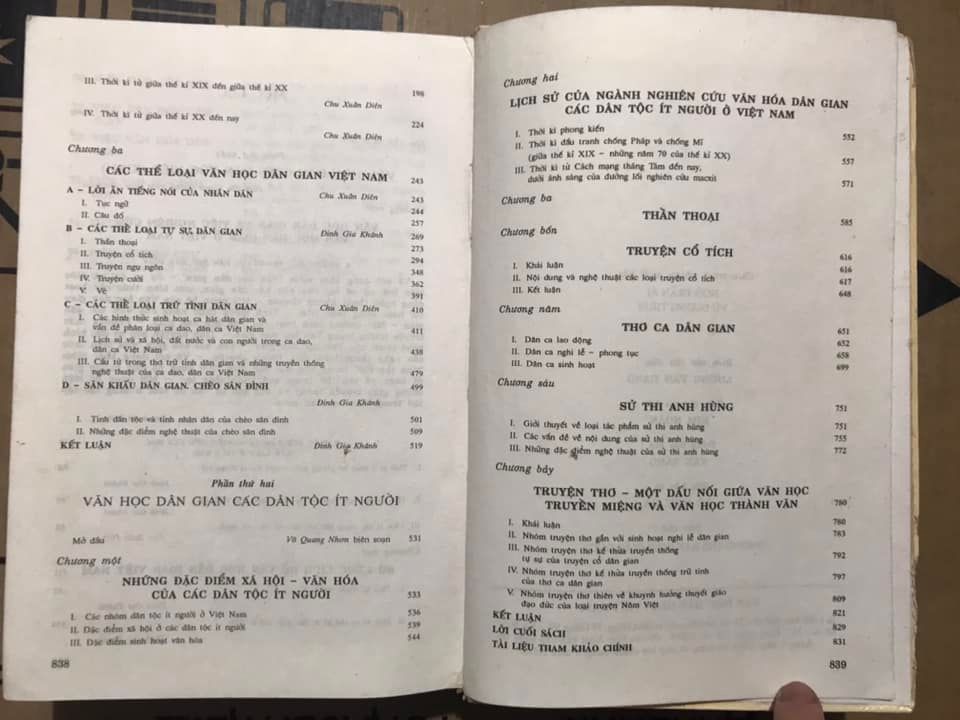 III. Thời kì từ giữa thế kỉ XIX đến giữa thế kỉ XX 198
Chu Xuân Diên
IV. Thời kì từ giữa thế kỉ XX đến nay 224
Chu Xuân Diên
Chương ba
CÁC THỂ LOẠI VĂN HỌC DÂN GIAN VIỆT NAM 243
A – LỜI ĂN TIẾNG NÓI CỦA NHÂN DÂN Chu Xuân Diên 243
I. Tục ngữ 244
II. Câu đố 257
B – CÁC THỂ LOẠI TỰ SỰ DÂN GIAN Đinh Gia Khánh 269
I. Thần thoại 273
II. Truyện cổ tích 294
III. Truyện ngụ ngôn 348
IV. Truyện cười 362
V. Vè 391
C – CÁC THỂ LOẠI TRỮ TÌNH DÂN GIAN Chu Xuân Diên 410
I. Các hình thức sinh hoạt ca hát dân gian và
vấn đề phân loại ca dao, dân ca Việt Nam 411
II. Lịch sử và xã hội, đất nước và con người trong ca dao,
dân ca Việt Nam 438
III. Cấu tứ trong thơ trữ tình dân gian và những truyền thống
nghệ thuật của ca dao, dân ca Việt Nam 479
D – SÂN KHẤU DÂN GIAN. CHÈO SÂN ĐÌNH 499
Đinh Gia Khánh
I. Tính dân tộc và tính nhân dân của chèo sân đình 501
II. Những đặc điểm nghệ thuật của chèo sân đình 509
KẾT LUẬN Đinh Gia Khánh 519
Phần thứ hai
VĂN HỌC DÂN GIAN CÁC DÂN TỘC ÍT NGƯỜI
Mở đầu Võ Quang Nhơn biên soạn 531
Chương một
NHỮNG ĐẶC ĐIỂM XÃ HỘI – VĂN HÓA
CỦA CÁC DÂN TỘC ÍT NGƯỜI 533
I. Các nhóm dân tộc ít người ở Việt Nam 536
II. Đặc điểm xã hội ở các dân tộc ít người 539
III. Đặc điểm sinh hoạt văn hóa 544
838
Chương hai
LỊCH SỬ CỦA NGÀNH NGHIÊN CỨU VĂN HÓA DÂN GIAN
CÁC DÂN TỘC ÍT NGƯỜI Ở VIỆT NAM
I. Thời kì phong kiến 552
II. Thời kì đấu tranh chống Pháp và chống Mĩ
(giữa thế kỉ XIX – những năm 70 của thế kỉ XX) 557
III. Thời kì từ Cách mạng tháng Tám đến nay,
dưới ánh sáng của đường lối nghiên cứu macxit 571
Chương ba
THẦN THOẠI 585
Chương bốn
TRUYỆN CỔ TÍCH 616
I. Khái luận 616
II. Nội dung và nghệ thuật các loại truyện cổ tích 617
III. Kết luận 648
Chương năm
THƠ CA DÂN GIAN 651
I. Dân ca lao động 652
II. Dân ca nghi lễ – phong tục 658
III. Dân ca sinh hoạt 699
Chương sáu
SỬ THI ANH HÙNG 751
I. Giới thuyết về loại tác phẩm sử thi anh hùng 751
II. Các vấn đề về nội dung của sử thi anh hùng 755
III. Những đặc điểm nghệ thuật của sử thi anh hùng 772
Chương bảy
TRUYỆN THƠ – MỘT DẤU NỐI GIỮA VĂN HỌC
TRUYỀN MIỆNG VÀ VĂN HỌC THÀNH VĂN 780
I. Khái luận 780
II. Nhóm truyện thơ gắn với sinh hoạt nghi lễ dân gian 783
III. Nhóm truyện thơ kế thừa truyền thống
tự sự của truyện cổ dân gian 792
IV. Nhóm truyện thơ kế thừa truyền thống trữ tình
của thơ ca dân gian 797
V. Nhóm truyện thơ thiên về khuynh hướng thuyết giáo
đạo đức của loại truyện Nôm Việt 809
KẾT LUẬN 821
LỜI CUỐI SÁCH 829
TÀI LIỆU THAM KHẢO CHÍNH 831
839